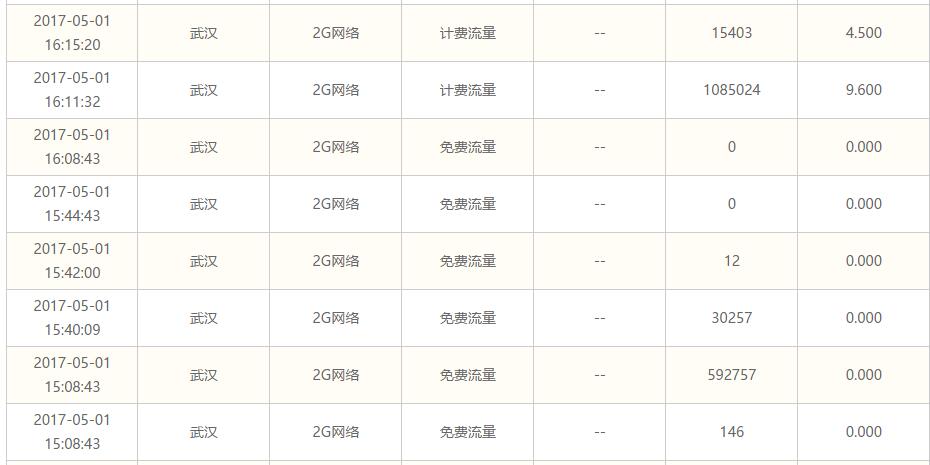 2017-05-01
16:15:20 武汉 2G网络 计费流量 -- 15403 4.500
2017-05-01
16:11:32 武汉 2G网络 计费流量 -- 1085024 9.600
2017-05-01
16:08:43 武汉 2G网络 免费流量 -- 0 0.000
2017-05-01
15:44:43 武汉 2G网络 免费流量 -- 0 0.000
2017-05-01
15:42:00 武汉 2G网络 免费流量 -- 12 0.000
2017-05-01
15:40:09 武汉 2G网络 免费流量 -- 30257 0.000
2017-05-01
15:08:43 武汉 2G网络 免费流量 -- 592757 0.000
2017-05-01
15:08:43 武汉 2G网络 免费流量 -- 146 0.000